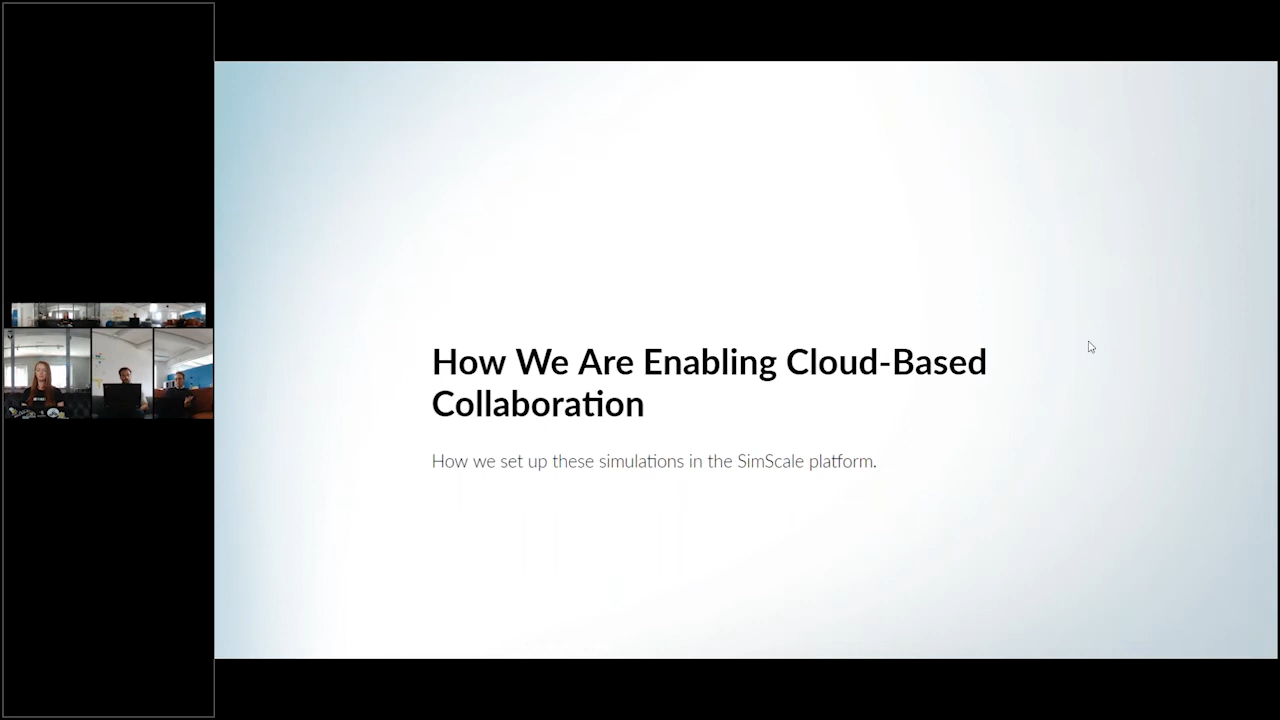 How We Are Enabling Cloud-Based
Collaboration
How we set up these simulations in the SimScale platform.